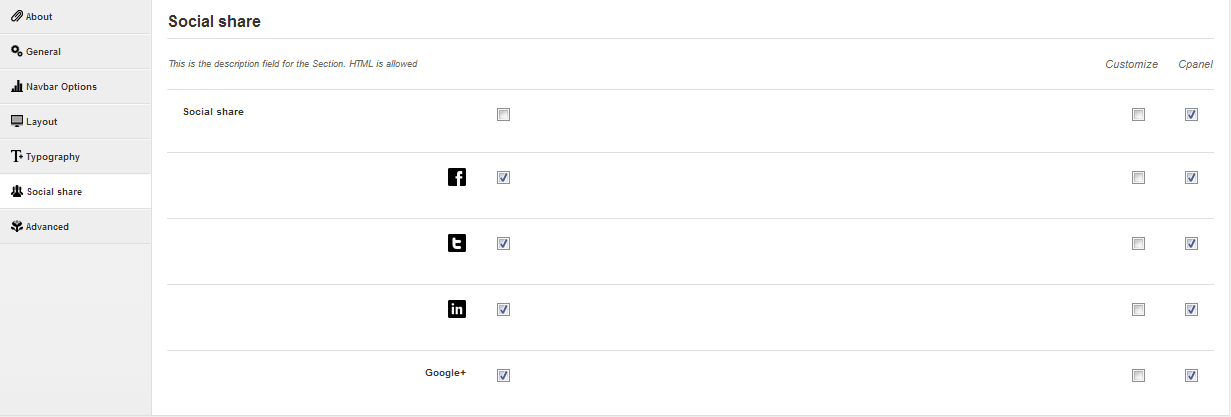 About
General
Navbar Options
Layout
Typography
Social share
Advanced
Social share
This is the description field for the Section. HTML is allowed
Customize Cpanel
Social share
f
t
in
Google+